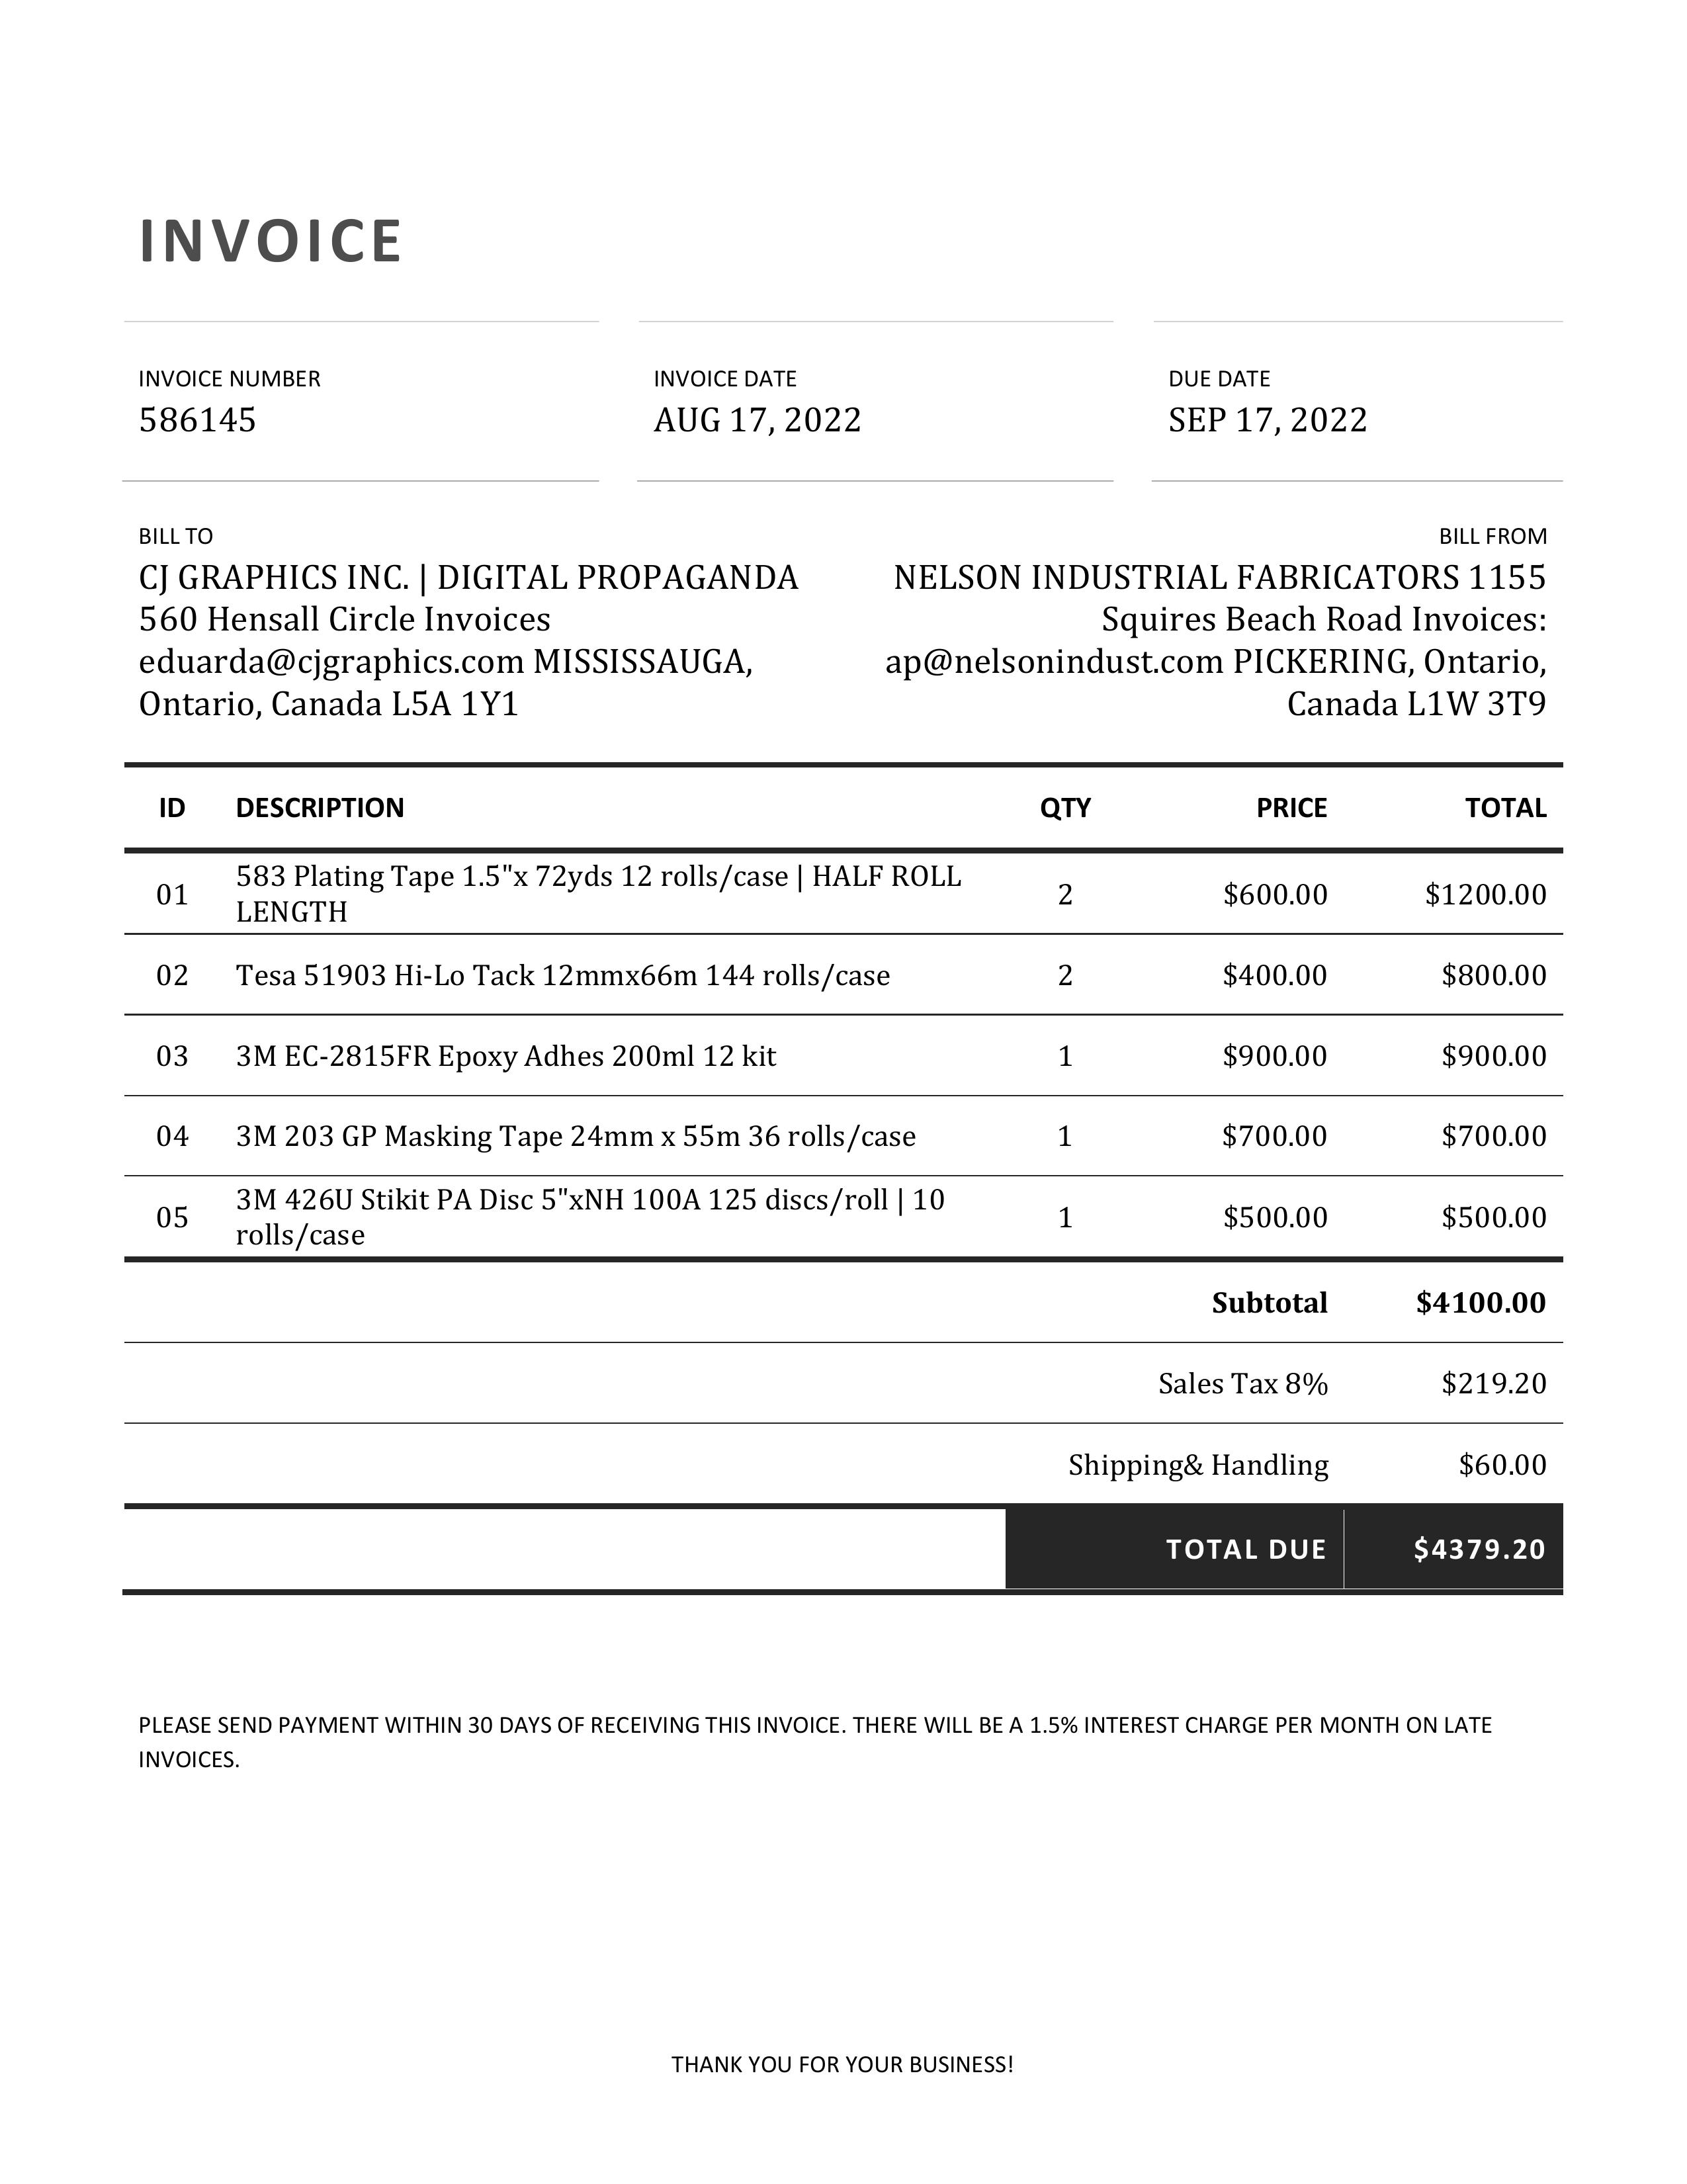 INVOICE
INVOICE NUMBER
586145
INVOICE DATE
AUG 17, 2022
DUE DATE
SEP 17, 2022
BILL TO
CJ GRAPHICS INC. | DIGITAL PROPAGANDA
560 Hensall Circle Invoices
eduarda@cjgraphics.com MISSISSAUGA,
Ontario, Canada L5A 1Y1
BILL FROM
NELSON INDUSTRIAL FABRICATORS 1155
Squires Beach Road Invoices:
ap@nelsonindust.com PICKERING, Ontario,
Canada L1W 3T9
ID DESCRIPTION QTY PRICE TOTAL
01 583 Plating Tape 1.5"x 72yds 12 rolls/case | HALF ROLL
LENGTH 2 $600.00 $1200.00
02 Tesa 51903 Hi-Lo Tack 12mmx66m 144 rolls/case 2 $400.00 $800.00
03 3M EC-2815FR Epoxy Adhes 200ml 12 kit 1 $900.00 $900.00
04 3M 203 GP Masking Tape 24mm x 55m 36 rolls/case 1 $700.00 $700.00
05 3M 426U Stikit PA Disc 5"xNH 100A 125 discs/roll | 10
rolls/case 1 $500.00 $500.00
Subtotal $4100.00
Sales Tax 8% $219.20
Shipping& Handling $60.00
TOTAL DUE $4379.20
PLEASE SEND PAYMENT WITHIN 30 DAYS OF RECEIVING THIS INVOICE. THERE WILL BE A 1.5% INTEREST CHARGE PER MONTH ON LATE
INVOICES.
THANK YOU FOR YOUR BUSINESS!